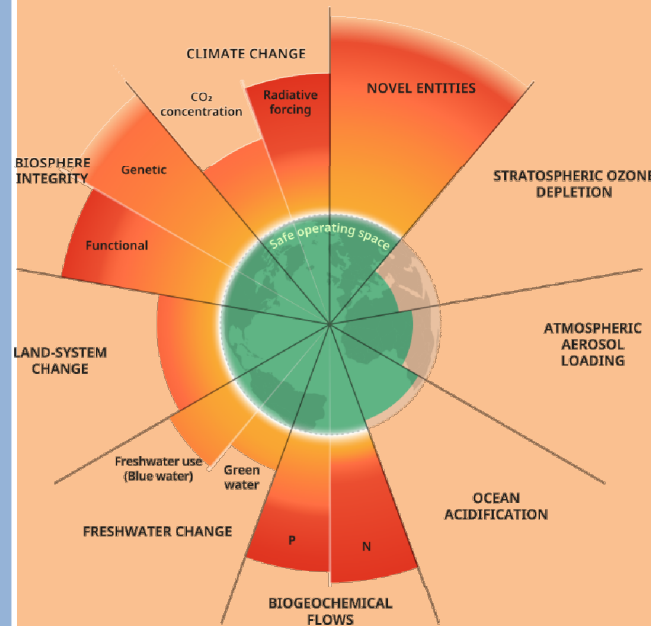 CLIMATE CHANGE
CO₂
concentration
Radiative
forcing
NOVEL ENTITIES
BIOSPHERE
INTEGRITY
Genetic
Functional
STRATOSPHERIC OZONE
DEPLETION
Safe operating space
ATMOSPHERIC
AEROSOL
LOADING
LAND-SYSTEM
CHANGE
Freshwater use
(Blue water)
Green
water
FRESHWATER CHANGE
OCEAN
ACIDIFICATION
P
N
BIOGEOCHEMICAL
FLOWS